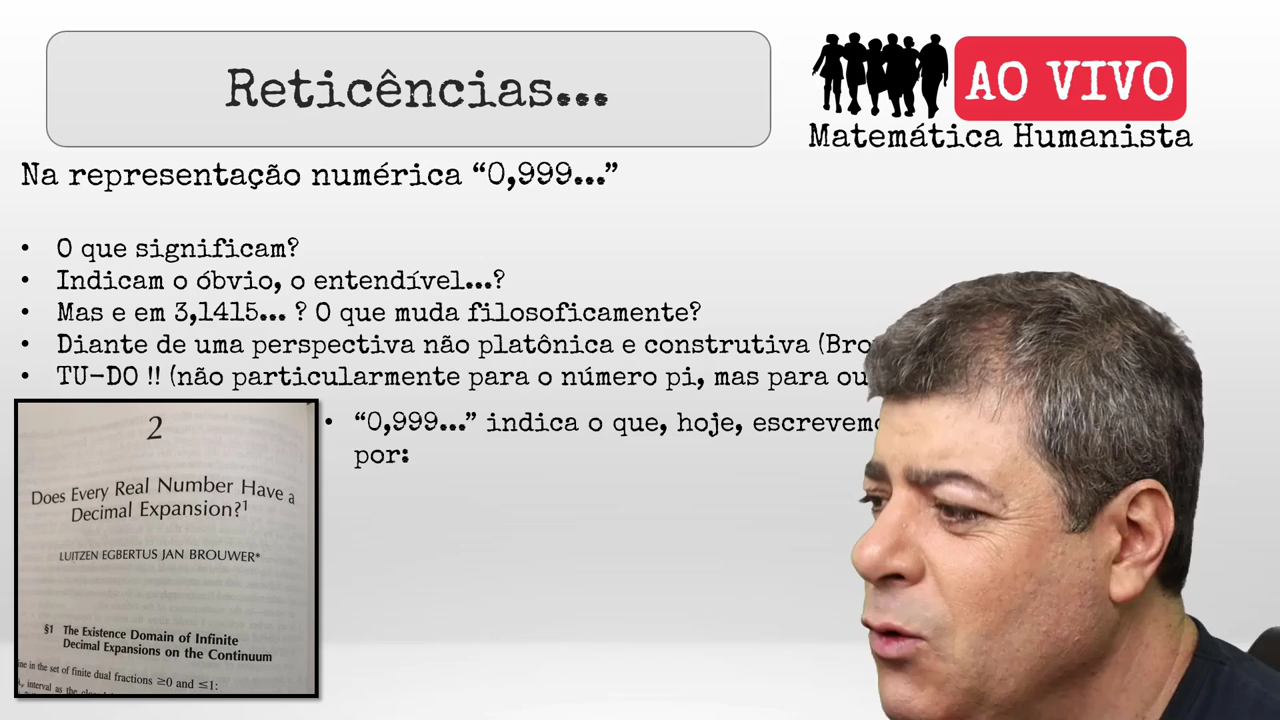 Reticências...
AO VIVO
Matemática Humanista
Na representação numérica “0,999...”
• O que significam?
• Indicam o óbvio, o entendível...?
• Mas e em 3,1415... ? O que muda filosoficamente?
• Diante de uma perspectiva não platônica e construtiva (Bro
• TU-DO !! (não particularmente para o número pi, mas para ou
• “0,999...” indica o que, hoje, escrevemo
por:
2
Does Every Real Number Have a
Decimal Expansion?¹
LUITZEN EGBERTUS JAN BROUWER*
§1 The Existence Domain of Infinite
Decimal Expansions on the Continuum
ine in the set of finite dual fractions ≥0 and ≤1:
interval as the